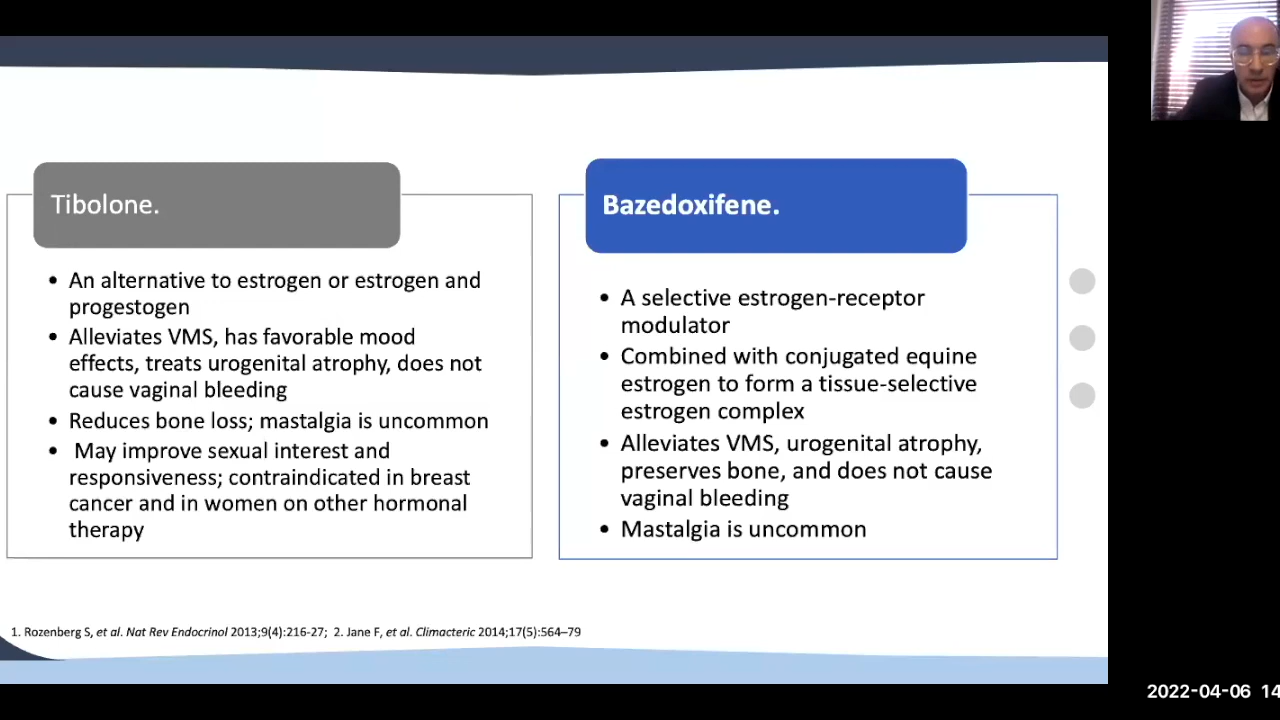 Tibolone.
• An alternative to estrogen or estrogen and
progestogen
• Alleviates VMS, has favorable mood
effects, treats urogenital atrophy, does not
cause vaginal bleeding
• Reduces bone loss; mastalgia is uncommon
• May improve sexual interest and
responsiveness; contraindicated in breast
cancer and in women on other hormonal
therapy
Bazedoxifene.
• A selective estrogen-receptor
modulator
• Combined with conjugated equine
estrogen to form a tissue-selective
estrogen complex
• Alleviates VMS, urogenital atrophy,
preserves bone, and does not cause
vaginal bleeding
• Mastalgia is uncommon
1. Rozenberg S, et al. Nat Rev Endocrinol 2013;9(4):216-27; 2. Jane F, et al. Climacteric 2014;17(5):564–79
2022-04-06 14